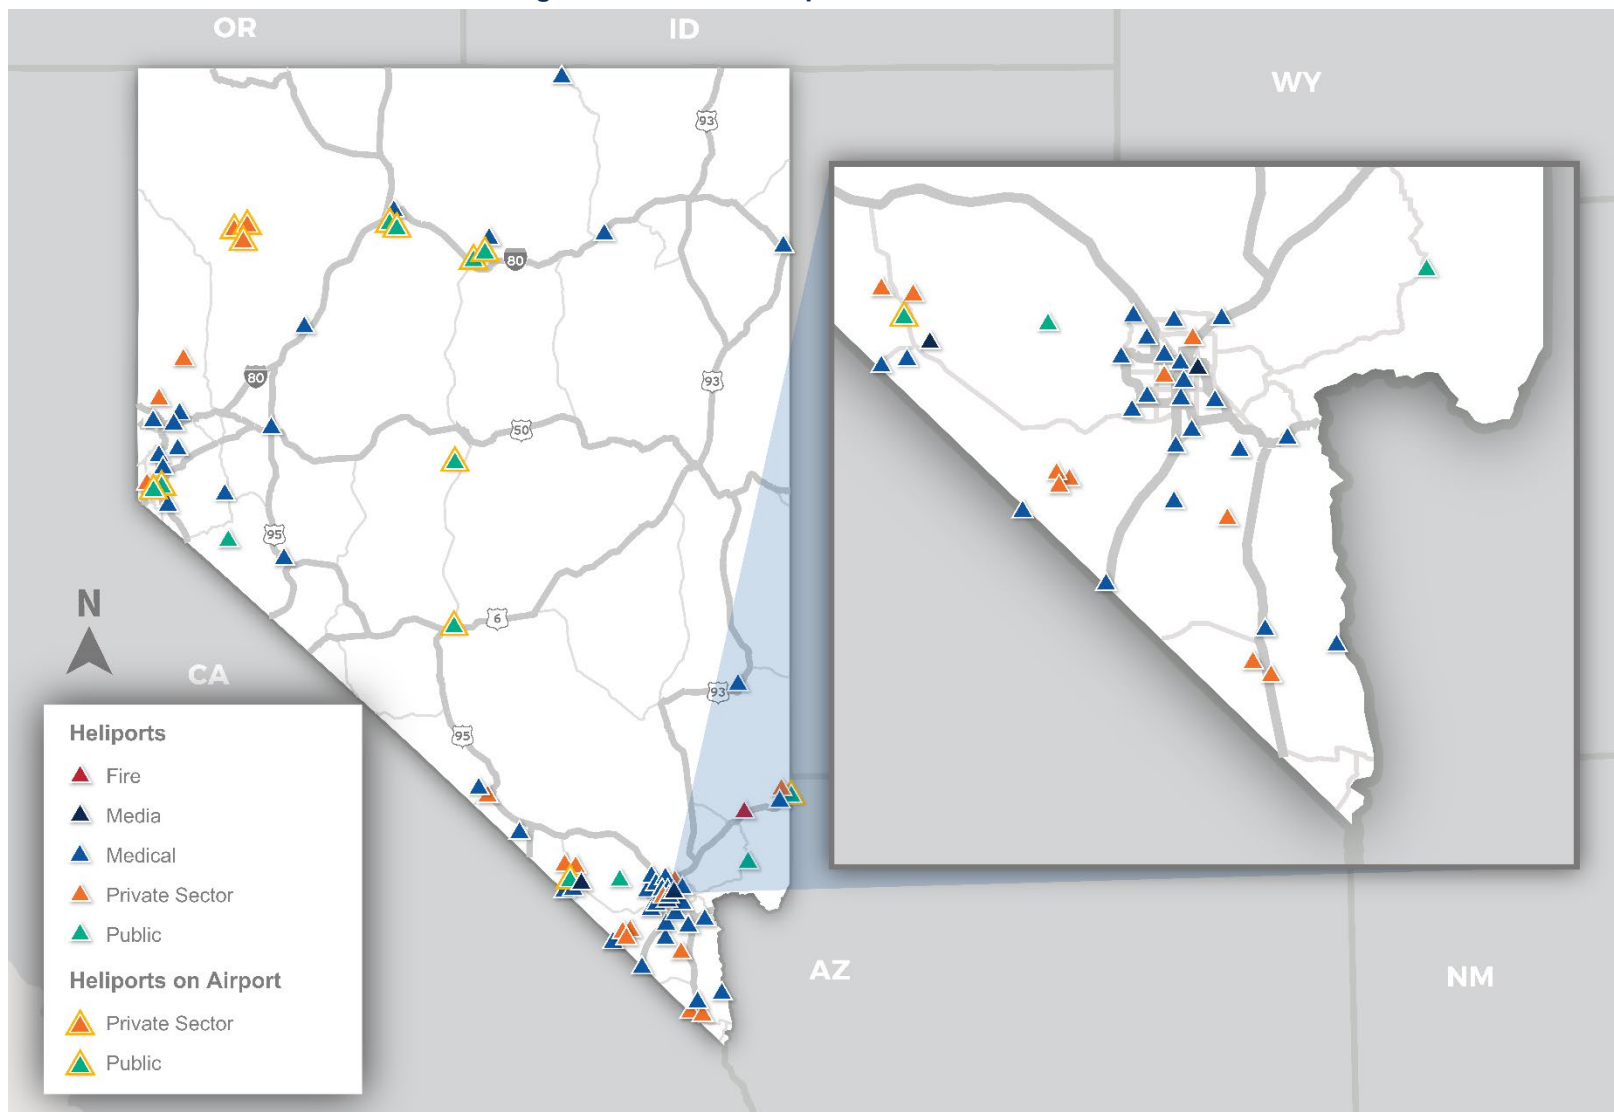 OR
ID
WY
93
80
80
93
50
95
6
N
CA
93
95
Heliports
Fire
Media
Medical
Private Sector
Public
Heliports on Airport
Private Sector
Public
AZ
NM